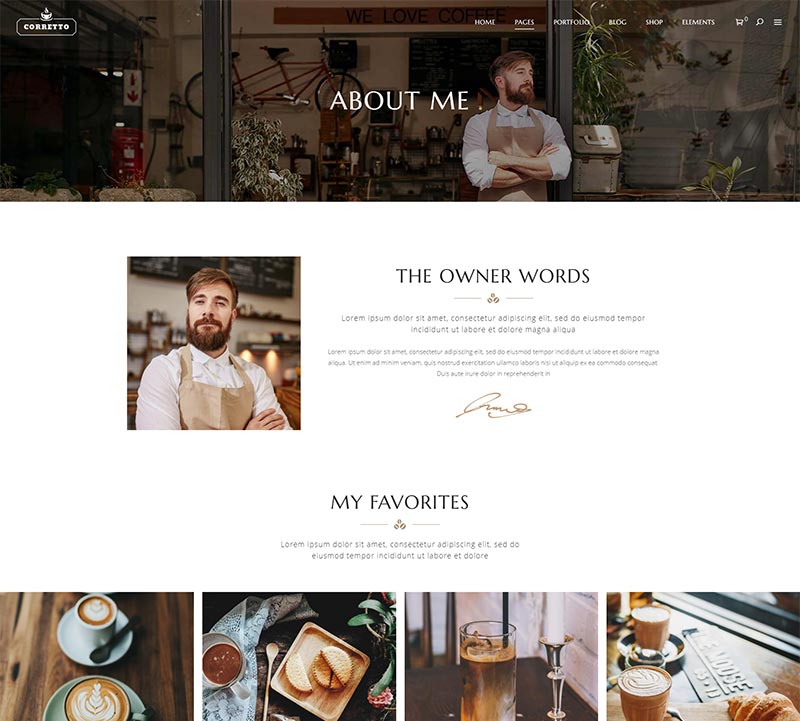 WE LOVE COFFEE
CORRETTO
HOME PAGES PORTFOLIO BLOG SHOP ELEMENTS 0
ABOUT ME
THE OWNER WORDS
Lorem ipsum dolor sit amet, consectetur adipiscing elit, sed do eiusmod tempor
incididunt ut labore et dolore magna aliqua
Lorem ipsum dolor sit amet, consectetuer adipiscing elit, sed do eiusmod tempor incididunt ut labore et dolore magna
aliqua. Ut enim ad minim veniam, quis nostrud exercitation ullamco laboris nisi ut aliquip ex ea commodo consequat.
Duis aute irure dolor in reprehenderit in
MY FAVORITES
Lorem ipsum dolor sit amet, consectetur adipiscing elit, sed do
eiusmod tempor incididunt ut labore et dolore